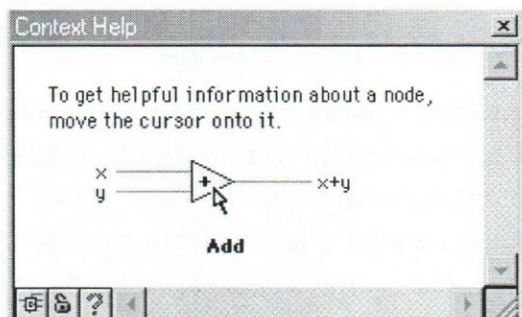 Context Help
To get helpful information about a node,
move the cursor onto it.
x
y
+
x+y
Add
?